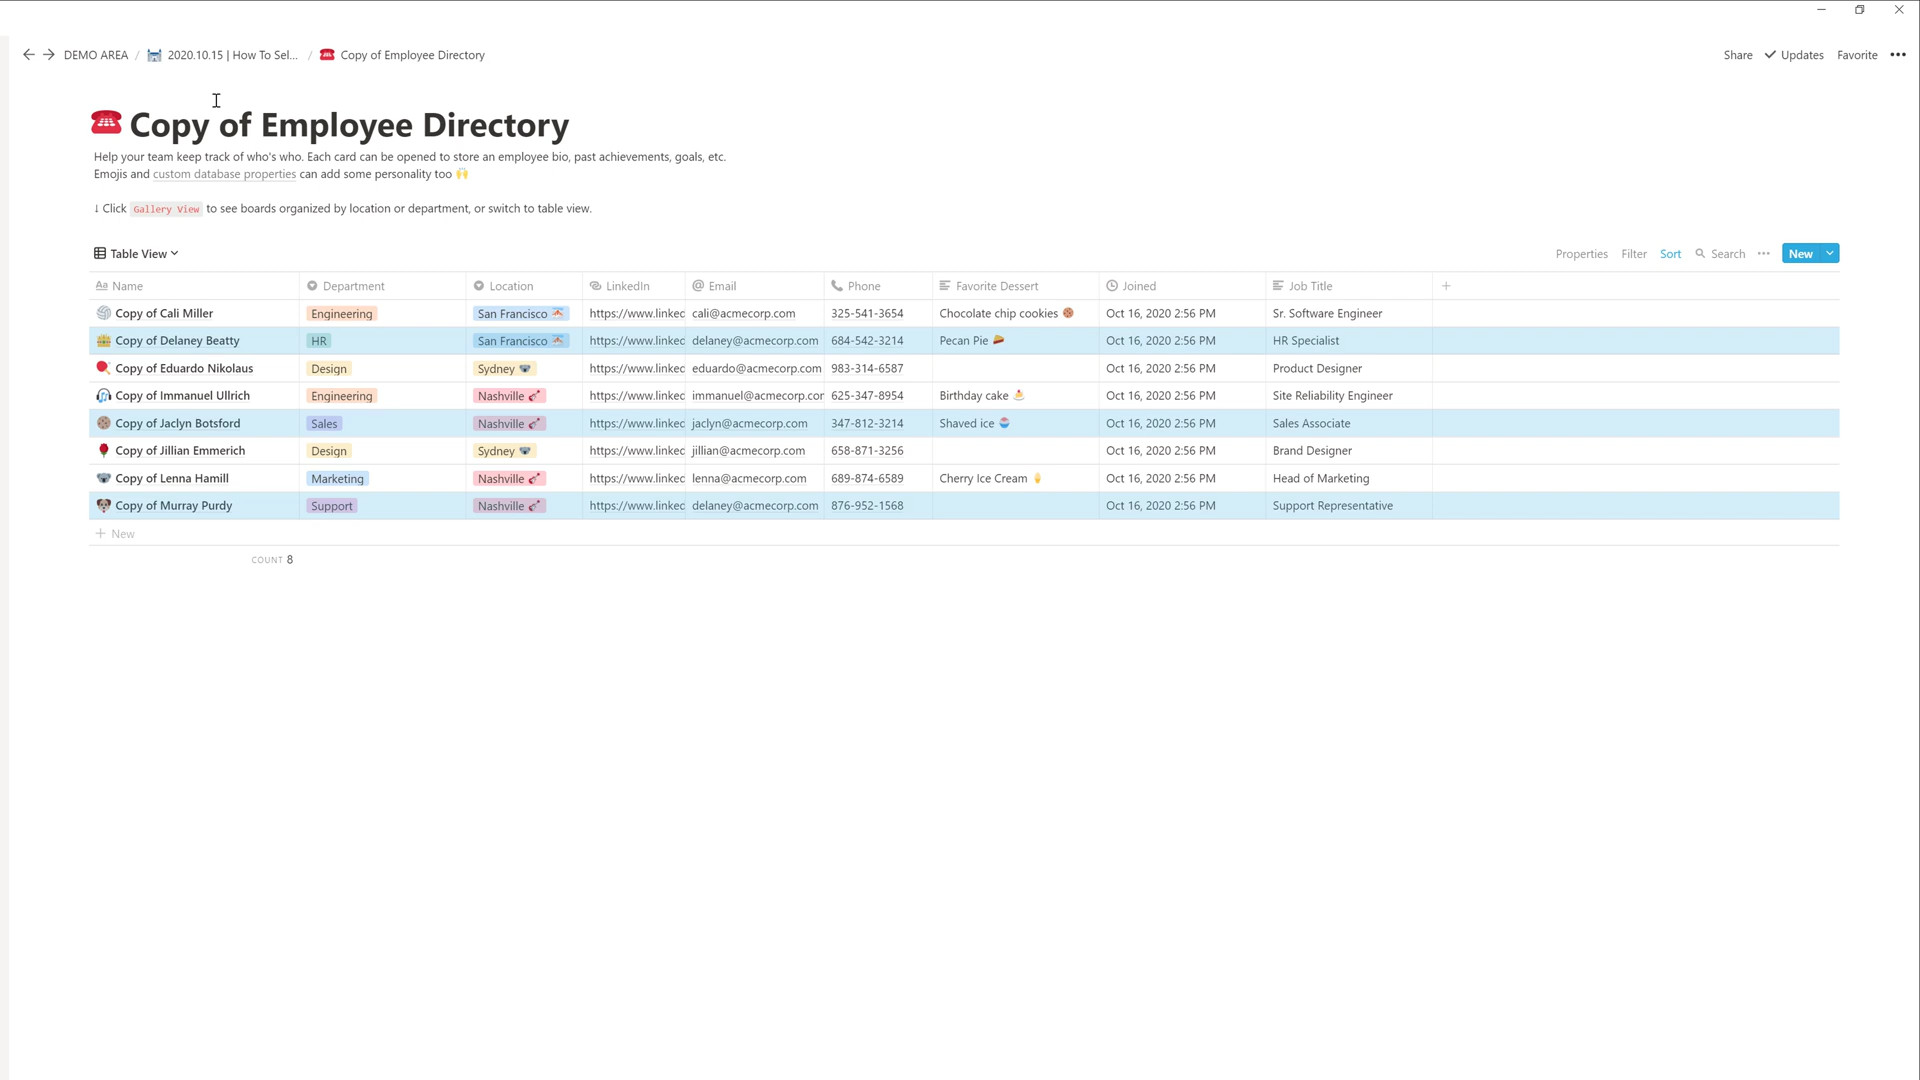 DEMO AREA / 2020.10.15 | How To Sel... / Copy of Employee Directory Share Updates Favorite •••
Copy of Employee Directory
Help your team keep track of who's who. Each card can be opened to store an employee bio, past achievements, goals, etc.
Emojis and custom database properties can add some personality too
↓ Click Gallery View to see boards organized by location or department, or switch to table view.
Table View Properties Filter Sort Search ••• New
Aa Name Department Location LinkedIn @ Email Phone Favorite Dessert Joined Job Title +
Copy of Cali Miller Engineering San Francisco https://www.linked cali@acmecorp.com 325-541-3654 Chocolate chip cookies Oct 16, 2020 2:56 PM Sr. Software Engineer
Copy of Delaney Beatty HR San Francisco https://www.linked delaney@acmecorp.com 684-542-3214 Pecan Pie Oct 16, 2020 2:56 PM HR Specialist
Copy of Eduardo Nikolaus Design Sydney https://www.linked eduardo@acmecorp.com 983-314-6587 Oct 16, 2020 2:56 PM Product Designer
Copy of Immanuel Ullrich Engineering Nashville https://www.linked immanuel@acmecor 625-347-8954 Birthday cake Oct 16, 2020 2:56 PM Site Reliability Engineer
Copy of Jaclyn Botsford Sales Nashville https://www.linked jaclyn@acmecorp.com 347-812-3214 Shaved ice Oct 16, 2020 2:56 PM Sales Associate
Copy of Jillian Emmerich Design Sydney https://www.linked jillian@acmecorp.com 658-871-3256 Oct 16, 2020 2:56 PM Brand Designer
Copy of Lenna Hamill Marketing Nashville https://www.linked lenna@acmecorp.com 689-874-6589 Cherry Ice Cream Oct 16, 2020 2:56 PM Head of Marketing
Copy of Murray Purdy Support Nashville https://www.linked delaney@acmecorp.com 876-952-1568 Oct 16, 2020 2:56 PM Support Representative
+ New
COUNT 8